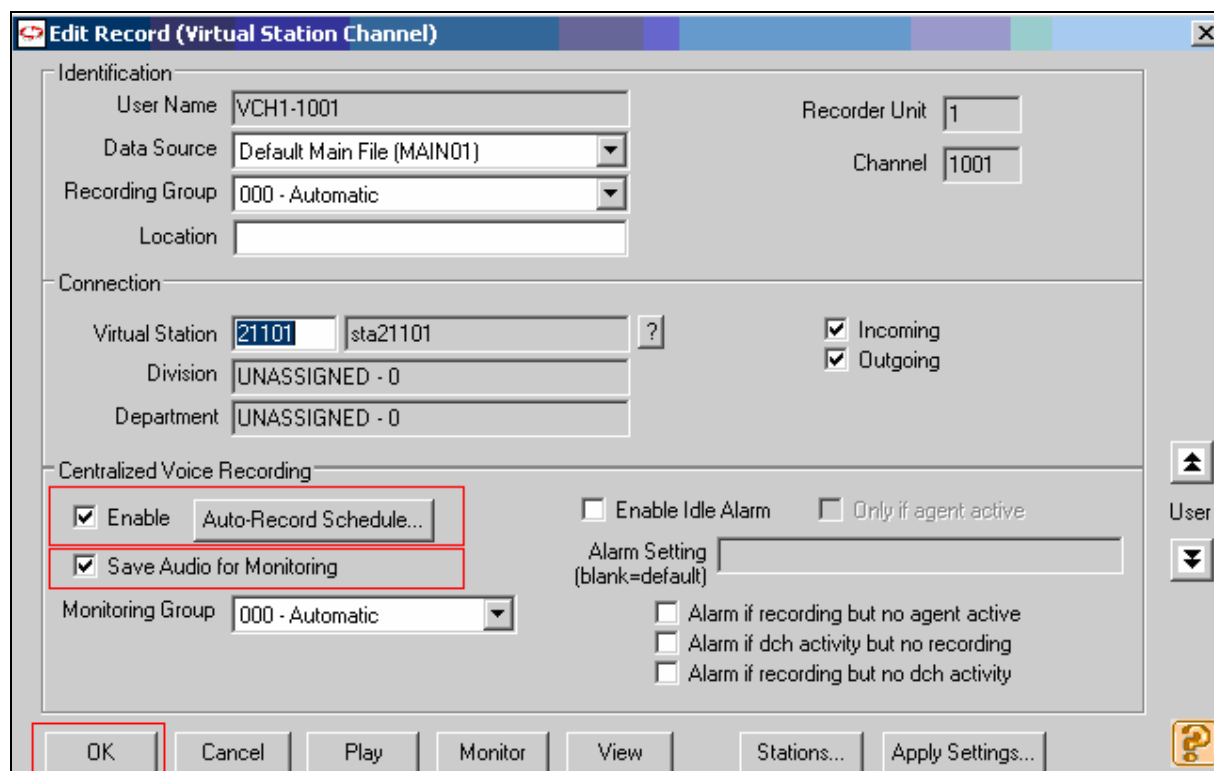 Edit Record (Virtual Station Channel)
Identification
User Name VCH1-1001 Recorder Unit 1
Data Source Default Main File (MAIN01) Channel 1001
Recording Group 000 - Automatic
Location
Connection
Virtual Station 21101 sta21101 ? Incoming
Outgoing
Division UNASSIGNED - 0
Department UNASSIGNED - 0
Centralized Voice Recording
Enable Auto-Record Schedule... Enable Idle Alarm Only if agent active User
Save Audio for Monitoring Alarm Setting
(blank=default)
Monitoring Group 000 - Automatic Alarm if recording but no agent active
Alarm if dch activity but no recording
Alarm if recording but no dch activity
OK Cancel Play Monitor View Stations... Apply Settings... ?